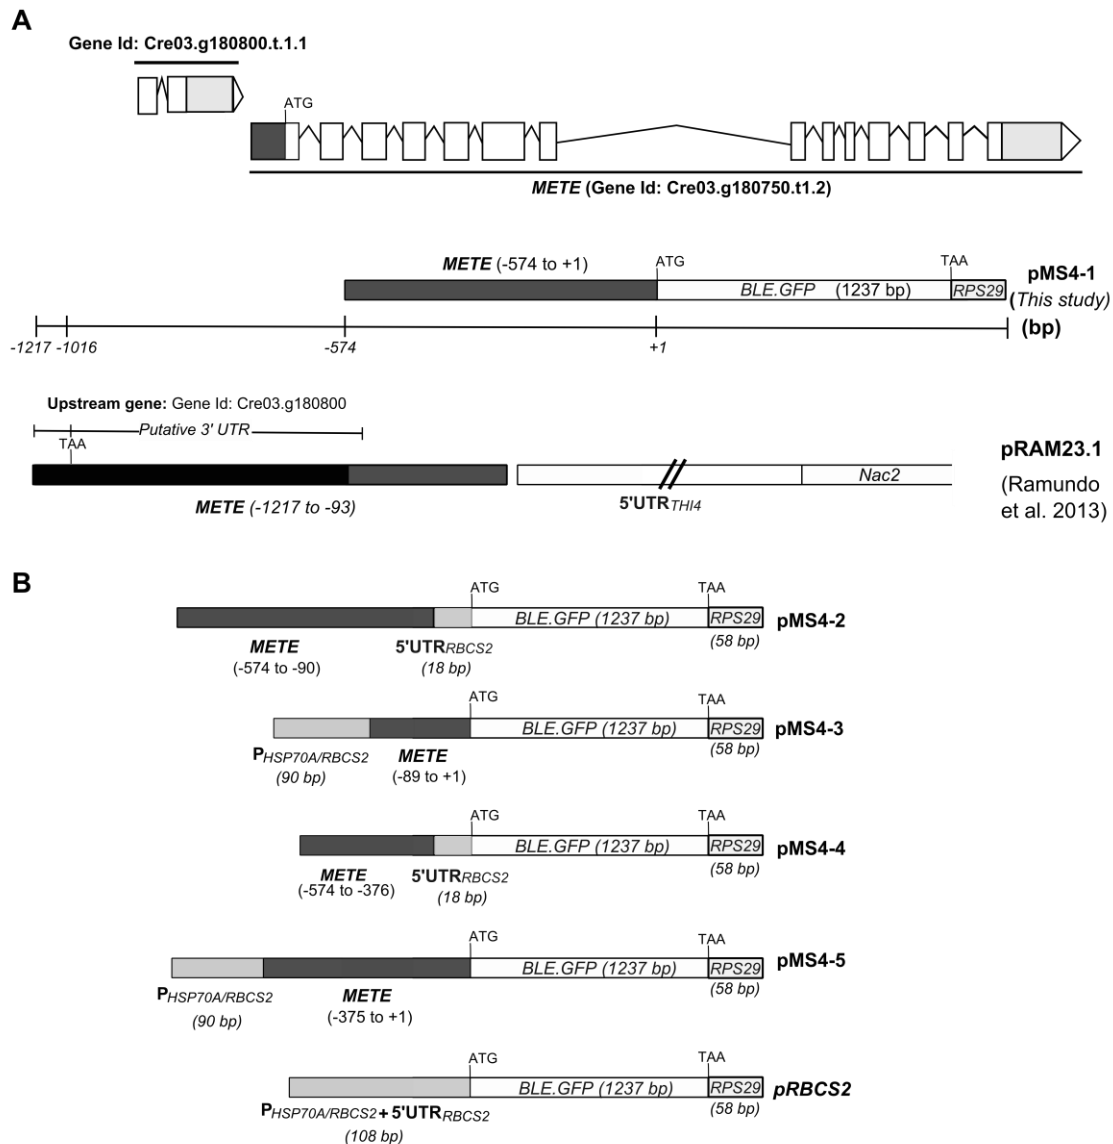 A
Gene Id: Cre03.g180800.t.1.1
ATG
METE (Gene Id: Cre03.g180750.t1.2)
METE (-574 to +1)
ATG
TAA
BLE.GFP (1237 bp)
RPS29
pMS4-1
(This study)
(bp)
-1217 -1016 -574 +1
Upstream gene: Gene Id: Cre03.g180800
Putative 3' UTR
TAA
METE (-1217 to -93)
5'UTRTHI4
Nac2
pRAM23.1
(Ramundo
et al. 2013)
B
ATG TAA
BLE.GFP (1237 bp) RPS29 pMS4-2
METE 5'UTRRBCS2 (58 bp)
(-574 to -90) (18 bp)
ATG TAA
BLE.GFP (1237 bp) RPS29 pMS4-3
PHSP70A/RBCS2 METE (58 bp)
(90 bp) (-89 to +1)
ATG TAA
BLE.GFP (1237 bp) RPS29 pMS4-4
METE 5'UTRRBCS2 (58 bp)
(-574 to -376) (18 bp)
ATG TAA
BLE.GFP (1237 bp) RPS29 pMS4-5
PHSP70A/RBCS2 METE (58 bp)
(90 bp) (-375 to +1)
ATG TAA
BLE.GFP (1237 bp) RPS29 pRBCS2
PHSP70A/RBCS2 + 5'UTRRBCS2 (58 bp)
(108 bp)